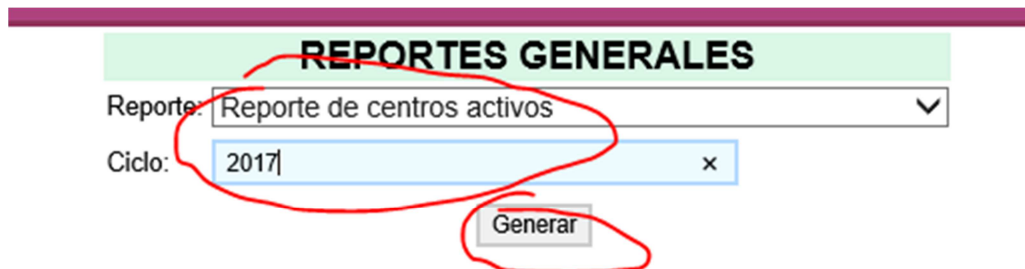 REPORTES GENERALES
Reporte: Reporte de centros activos
Ciclo: 2017
Generar